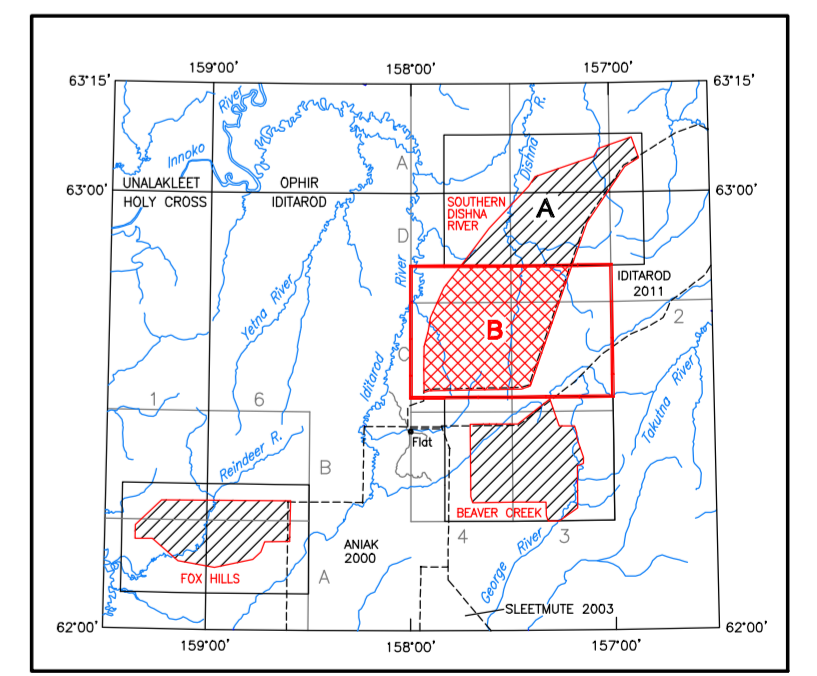 159°00'
158°00'
157°00'
63°15'
63°15'
River
Innoko
Dishna
R.
A
UNALAKLEET
OPHIR
63°00'
63°00'
HOLY CROSS
IDITAROD
SOUTHERN
DISHNA
RIVER
A
D
River
IDITAROD
2011
Yetna River
B
2
C
Iditarod
Takutna River
1
6
Flat
Reindeer R.
B
BEAVER CREEK
4
3
ANIAK
2000
George River
FOX HILLS
A
SLEETMUTE 2003
62°00'
62°00'
159°00'
158°00'
157°00'